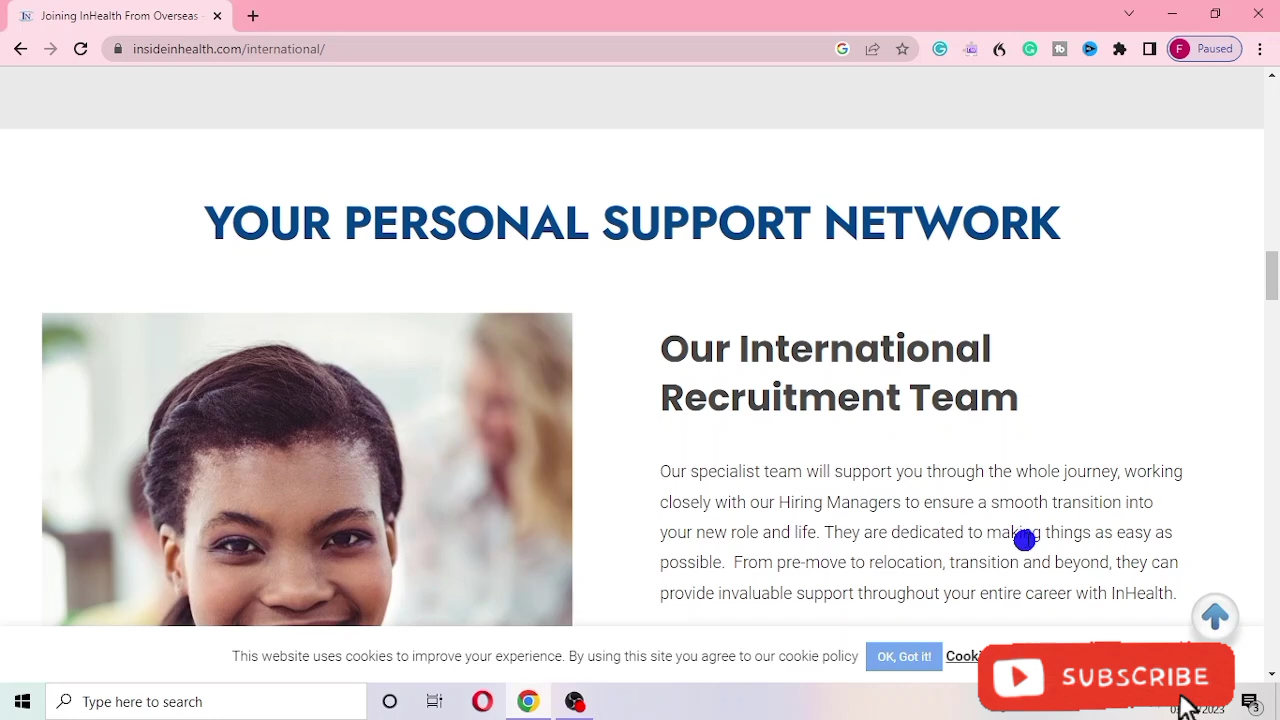 Joining InHealth From Overseas
insideinhealth.com/international/
F Paused
YOUR PERSONAL SUPPORT NETWORK
Our International
Recruitment Team
Our specialist team will support you through the whole journey, working
closely with our Hiring Managers to ensure a smooth transition into
your new role and life. They are dedicated to making things as easy as
possible. From pre-move to relocation, transition and beyond, they can
provide invaluable support throughout your entire career with InHealth.
This website uses cookies to improve your experience. By using this site you agree to our cookie policy
OK, Got it!
SUBSCRIBE
Type here to search
3